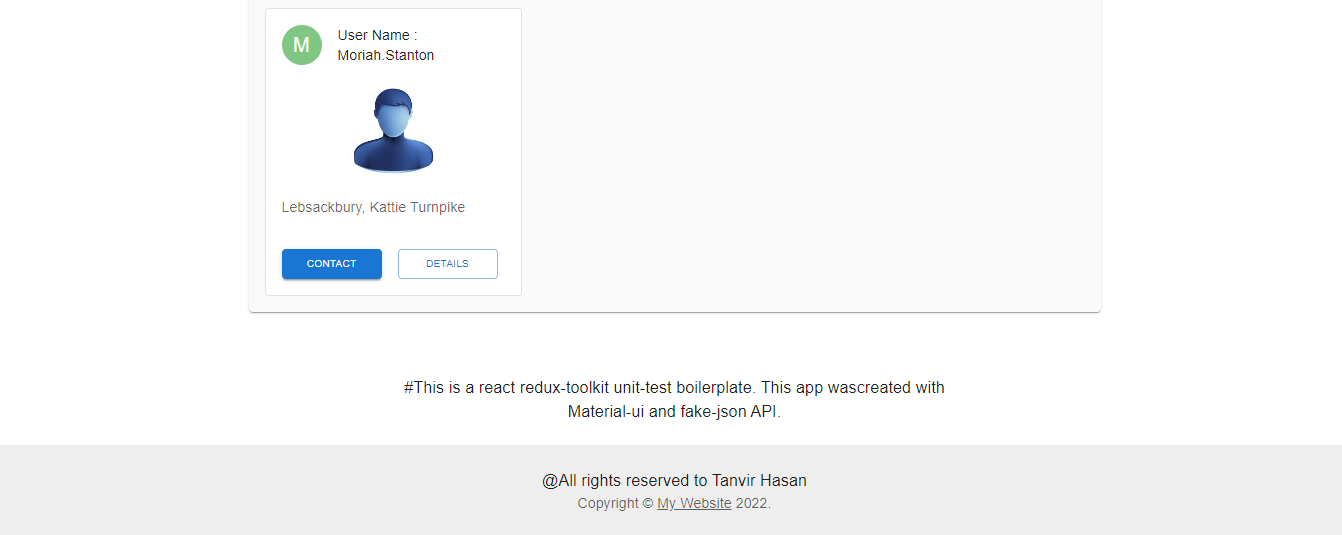 M
User Name :
Moriah.Stanton
Lebsackbury, Kattie Turnpike
CONTACT DETAILS
#This is a react redux-toolkit unit-test boilerplate. This app wascreated with
Material-ui and fake-json API.
@All rights reserved to Tanvir Hasan
Copyright © My Website 2022.